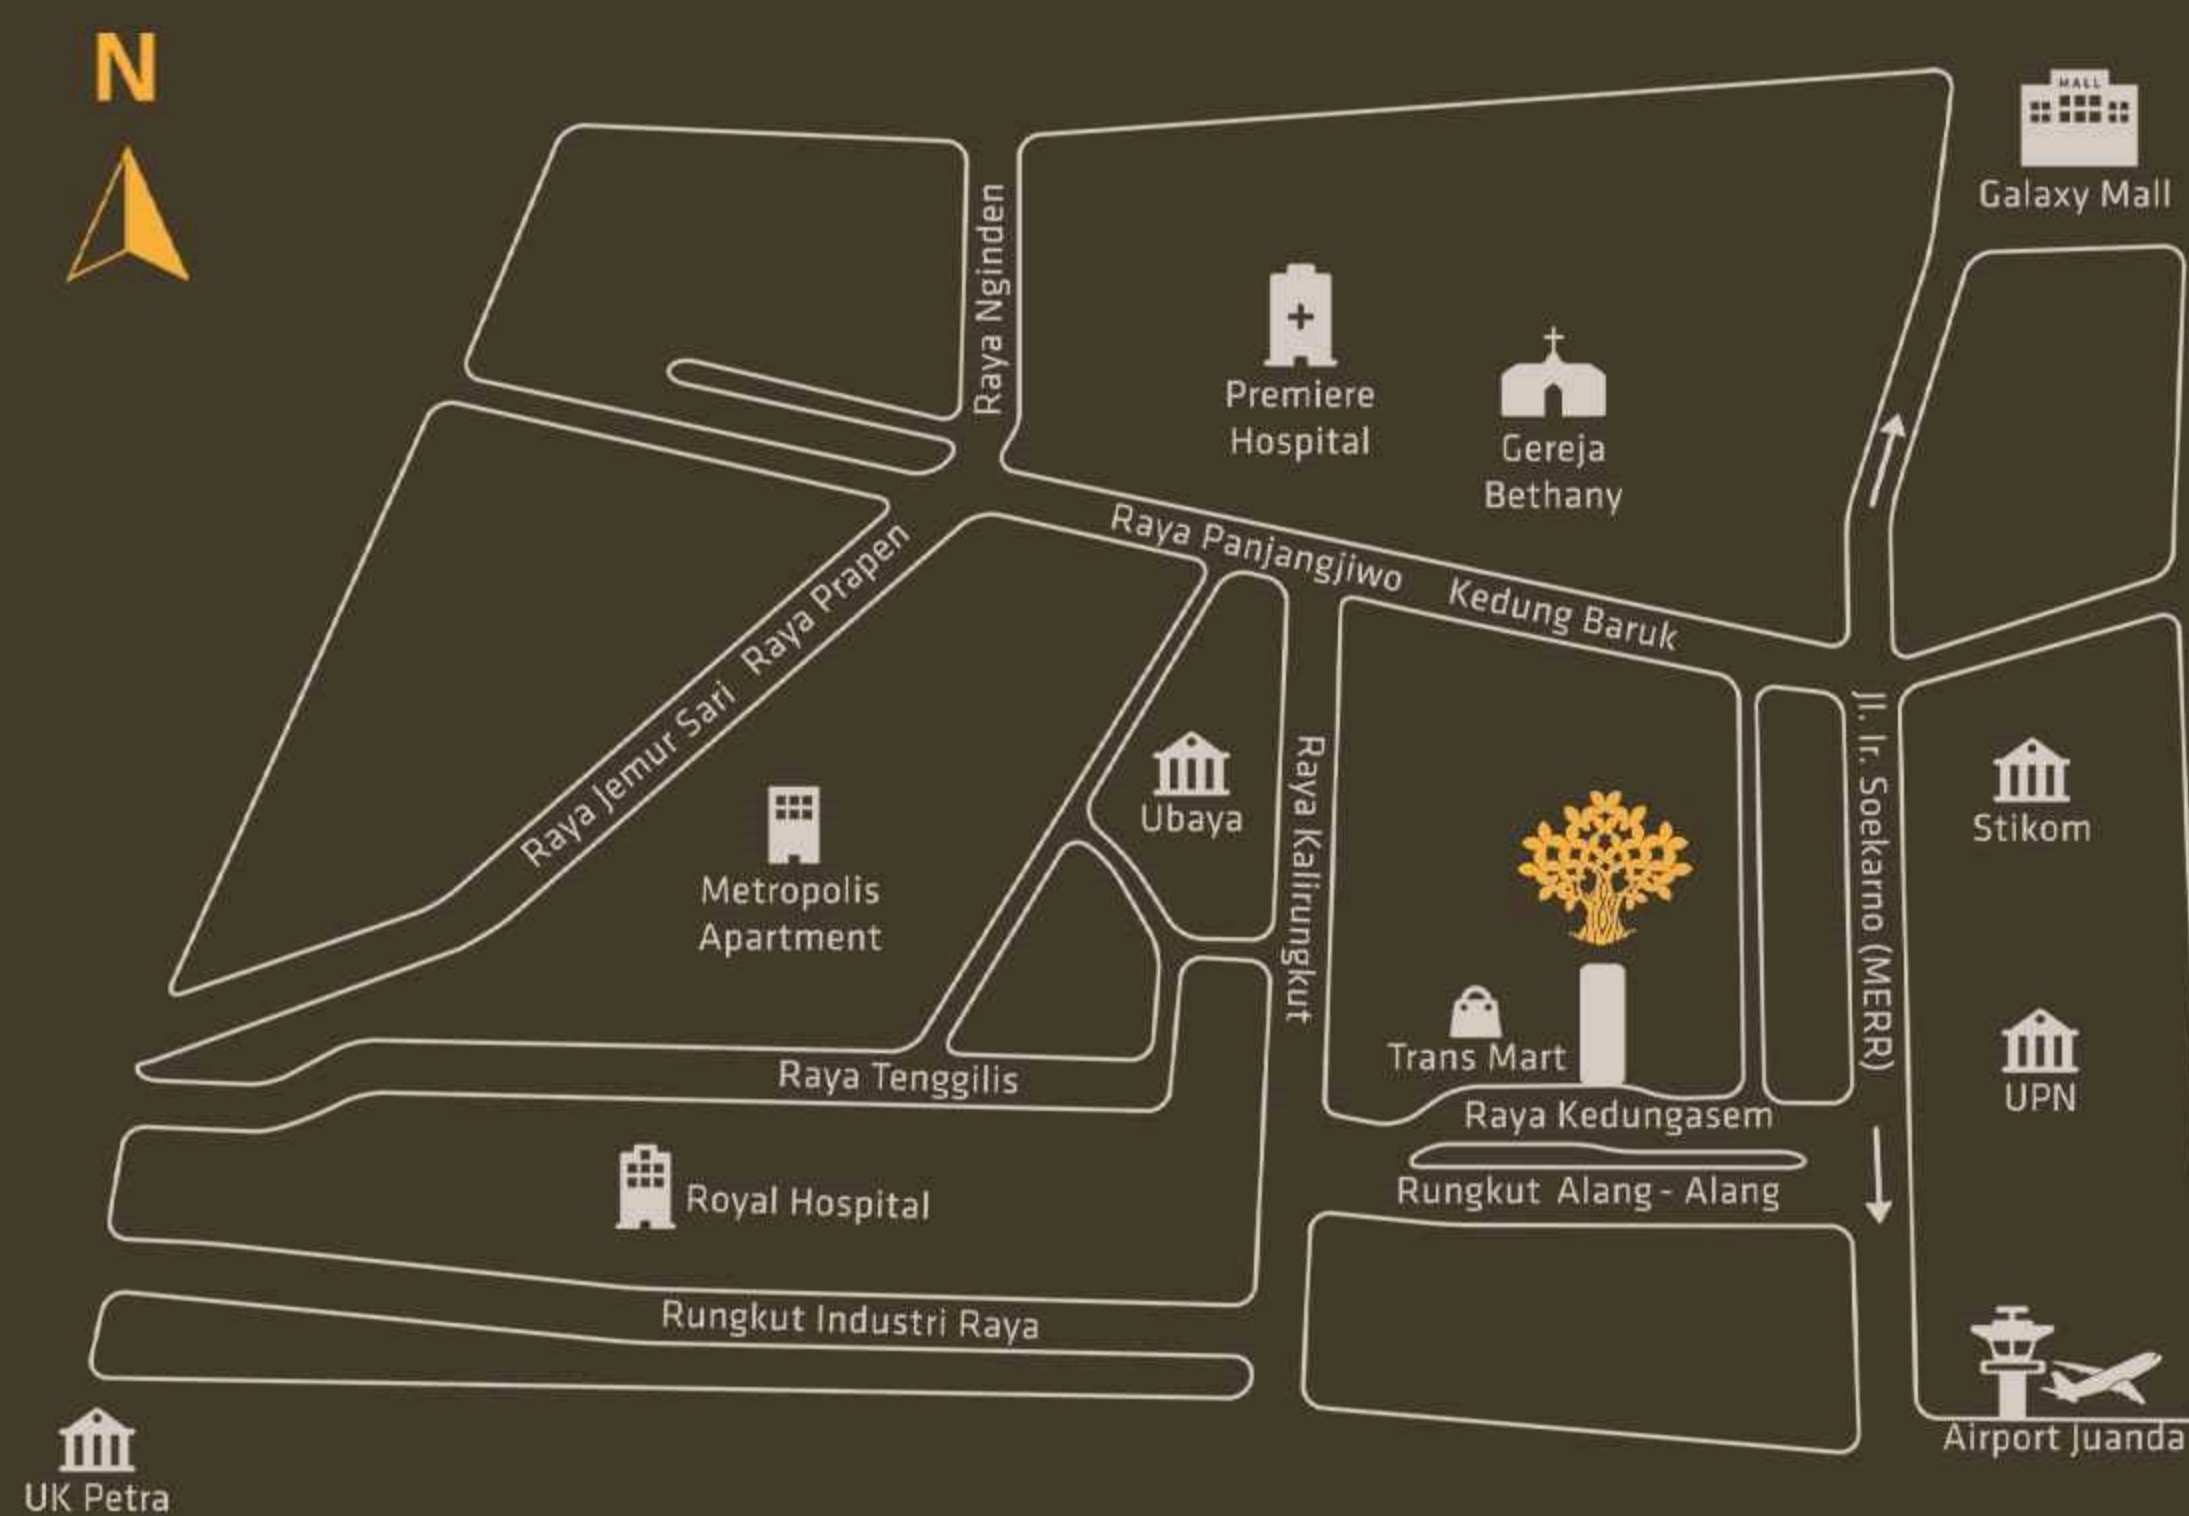 N
MALL
Galaxy Mall
Raya Nginden
Premiere
Hospital
Gereja
Bethany
Raya Panjangjiwo
Kedung Baruk
Raya Prapen
Raya Jemur Sari
Metropolis
Apartment
Ubaya
Raya Kalirungkut
Jl. Ir. Soekarno (MERR)
Stikom
Trans Mart
UPN
Raya Tenggilis
Raya Kedungasem
Rungkut Alang - Alang
Royal Hospital
Rungkut Industri Raya
Airport Juanda
UK Petra